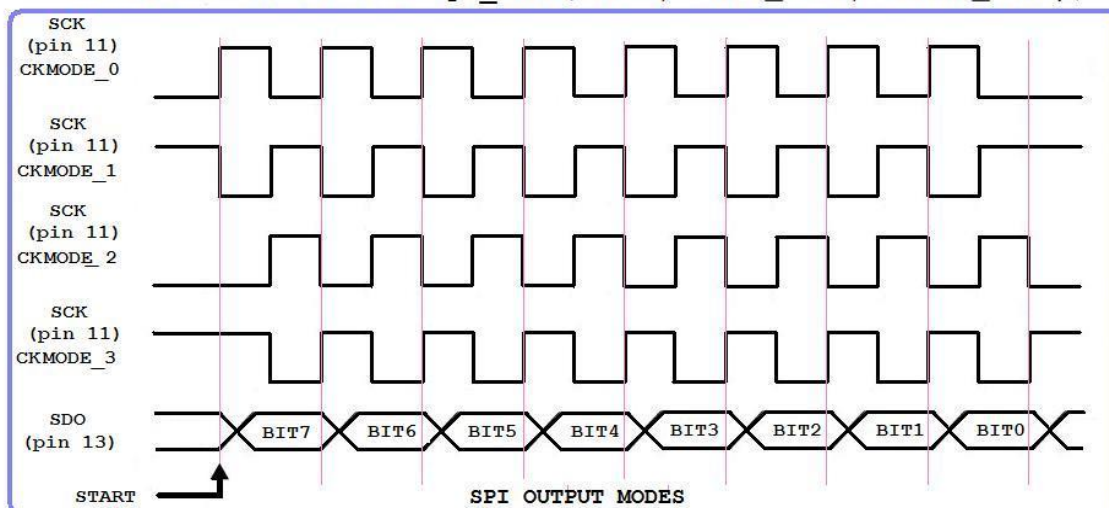 SCK
(pin 11)
CKMODE_0
SCK
(pin 11)
CKMODE_1
SCK
(pin 11)
CKMODE_2
SCK
(pin 11)
CKMODE_3
SDO
(pin 13)
BIT7 BIT6 BIT5 BIT4 BIT3 BIT2 BIT1 BIT0
START
SPI OUTPUT MODES